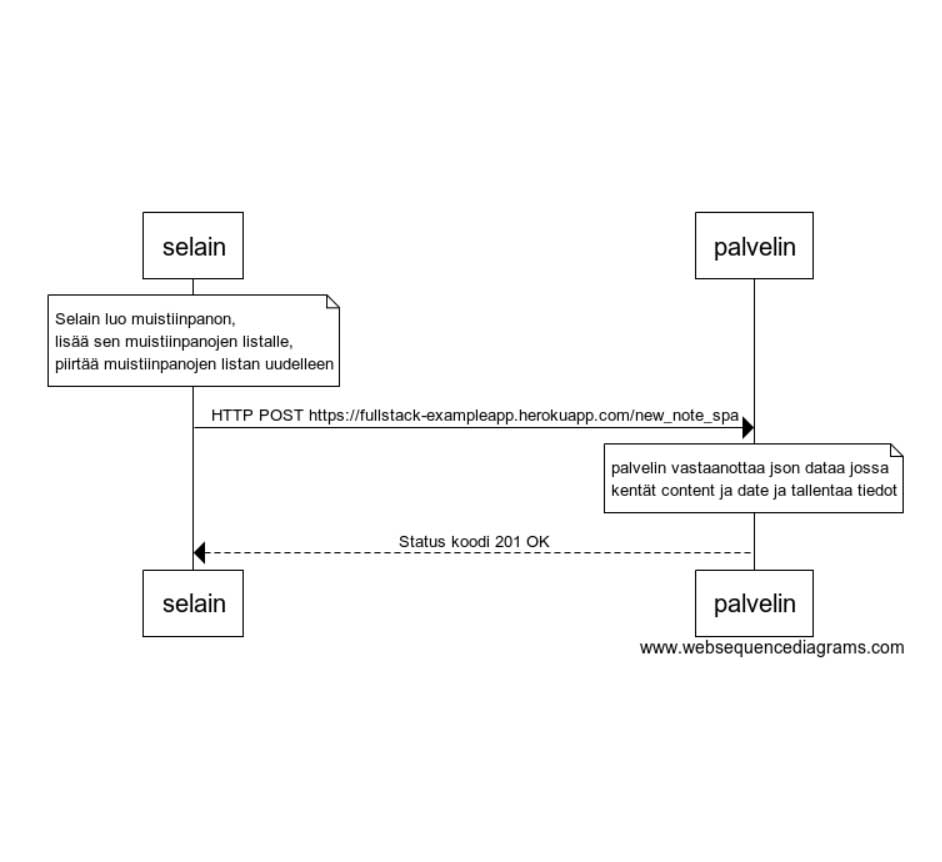 selain
palvelin
Selain luo muistiinpanon,
lisää sen muistiinpanojen listalle,
piirtää muistiinpanojen listan uudelleen
HTTP POST https://fullstack-exampleapp.herokuapp.com/new_note_spa
palvelin vastaanottaa json dataa jossa
kentät content ja date ja tallentaa tiedot
Status koodi 201 OK
selain
palvelin
www.websequencediagrams.com